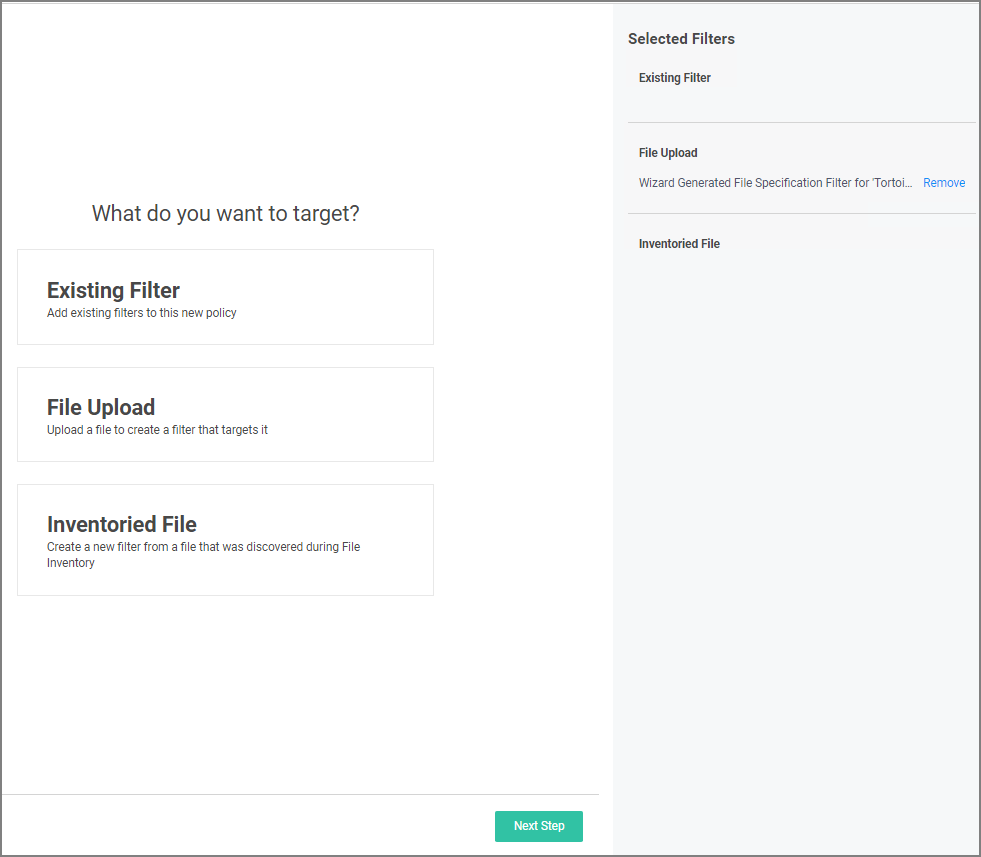 What do you want to target?
Existing Filter
Add existing filters to this new policy
File Upload
Upload a file to create a filter that targets it
Inventoried File
Create a new filter from a file that was discovered during File
Inventory
Next Step
Selected Filters
Existing Filter
File Upload
Wizard Generated File Specification Filter for 'Tortoi... Remove
Inventoried File